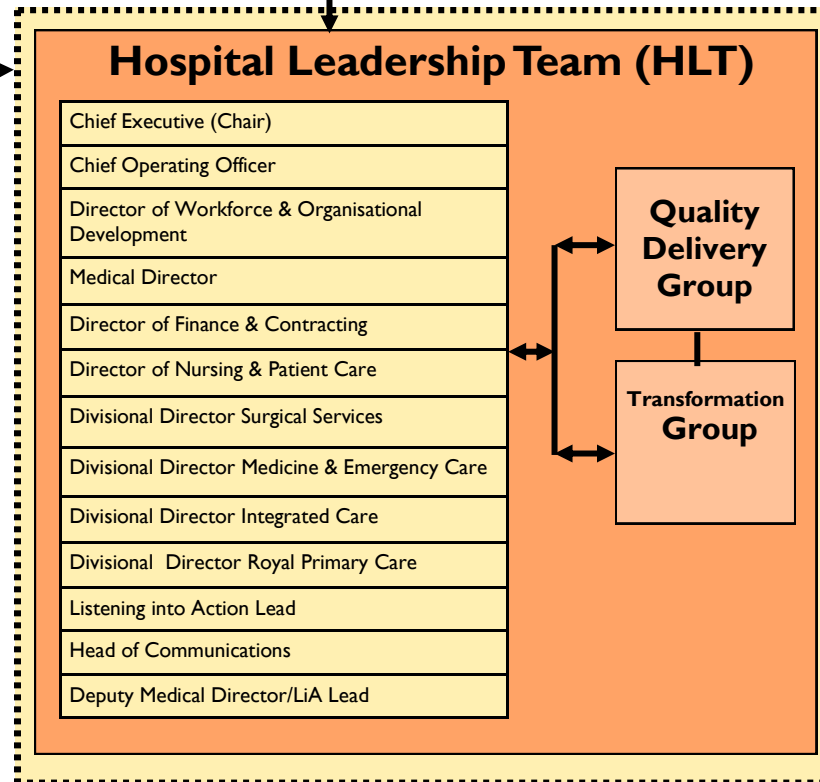 Hospital Leadership Team (HLT)
Chief Executive (Chair)
Chief Operating Officer
Director of Workforce & Organisational
Development
Medical Director
Director of Finance & Contracting
Director of Nursing & Patient Care
Divisional Director Surgical Services
Divisional Director Medicine & Emergency Care
Divisional Director Integrated Care
Divisional Director Royal Primary Care
Listening into Action Lead
Head of Communications
Deputy Medical Director/LiA Lead
Quality
Delivery
Group
Transformation
Group